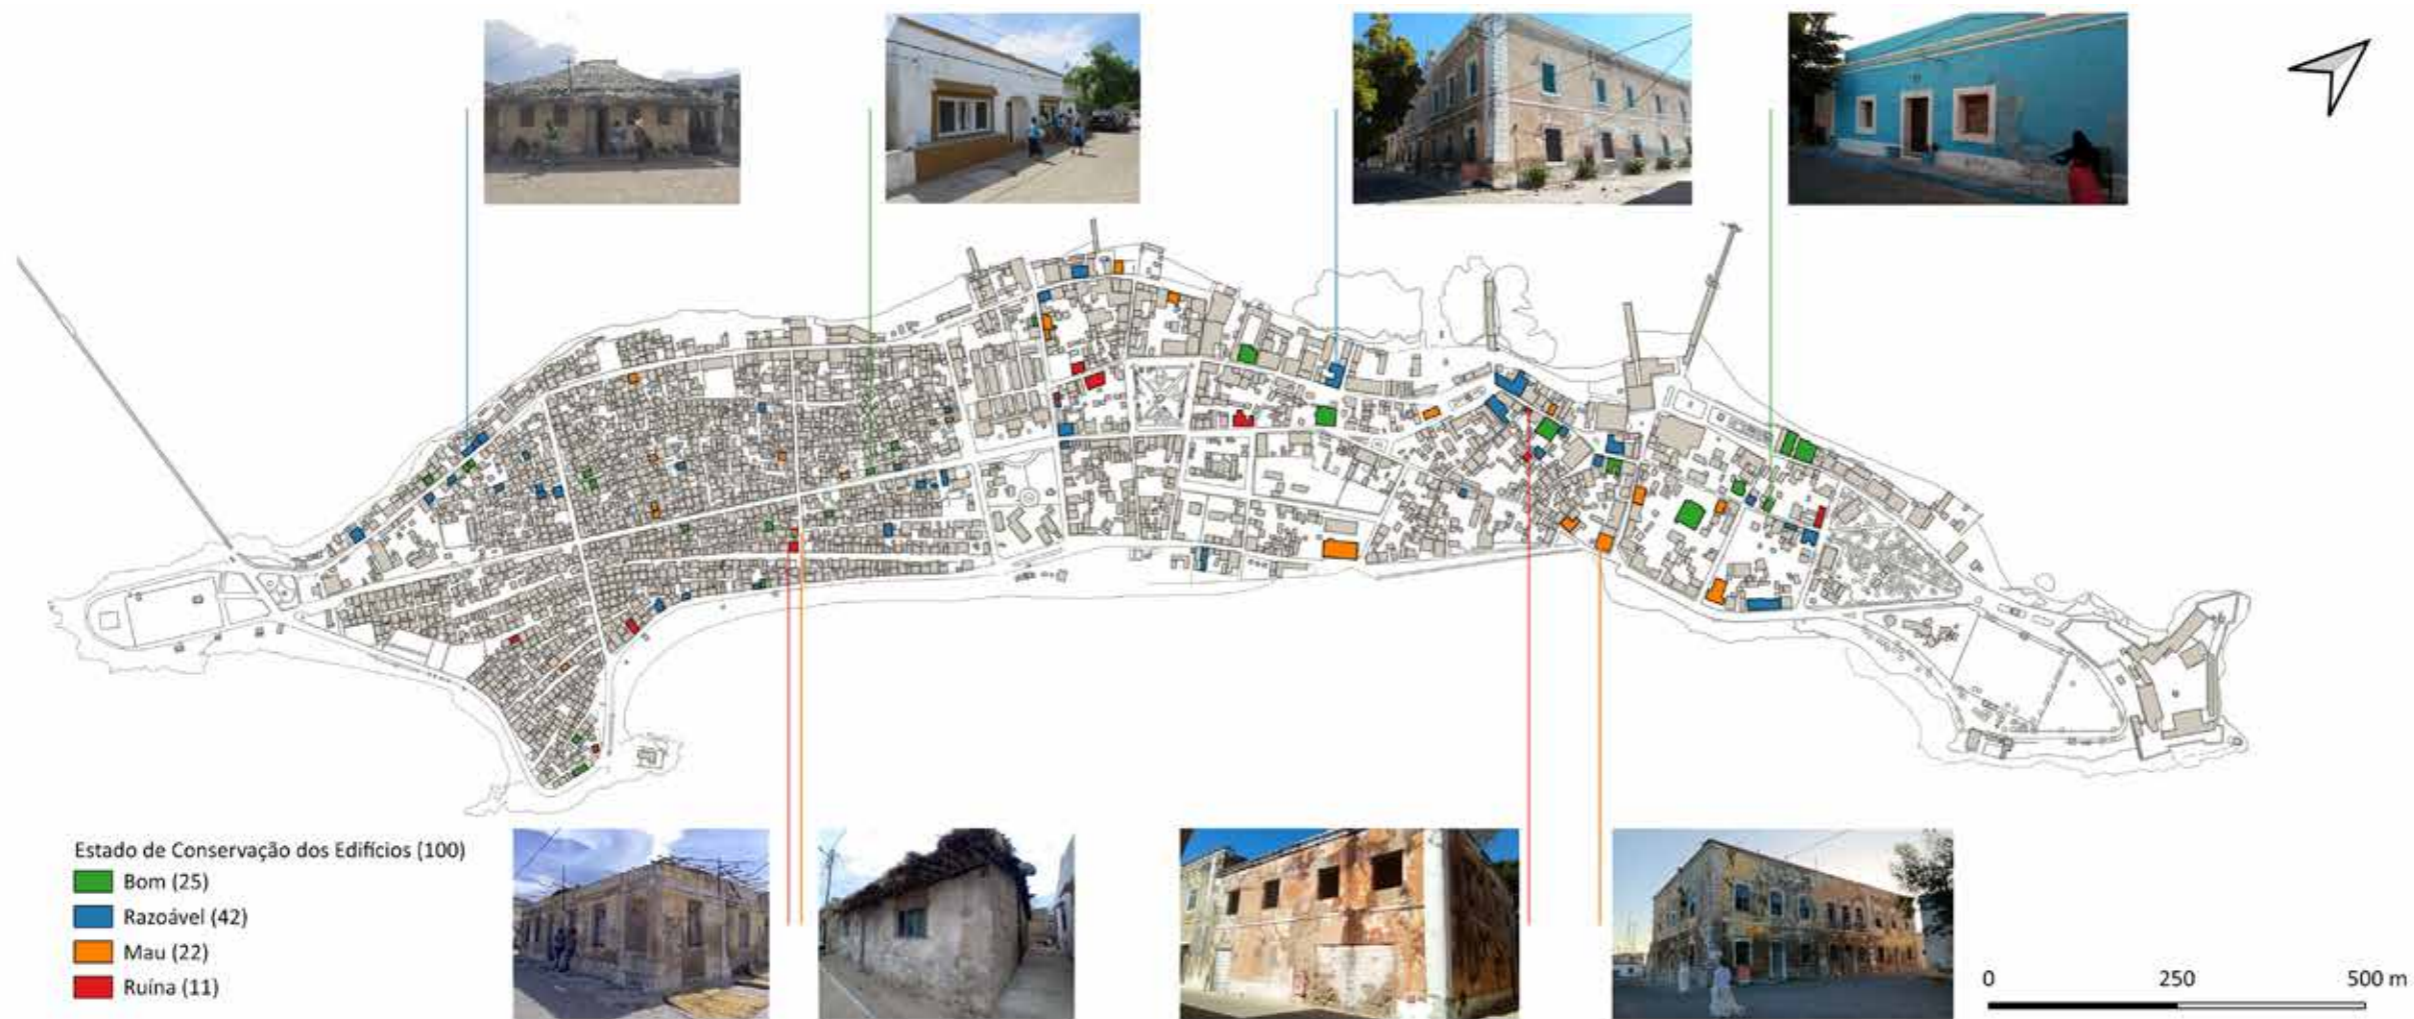 Estado de Conservação dos Edifícios (100)
Bom (25)
Razoável (42)
Mau (22)
Ruína (11)
0 250 500 m